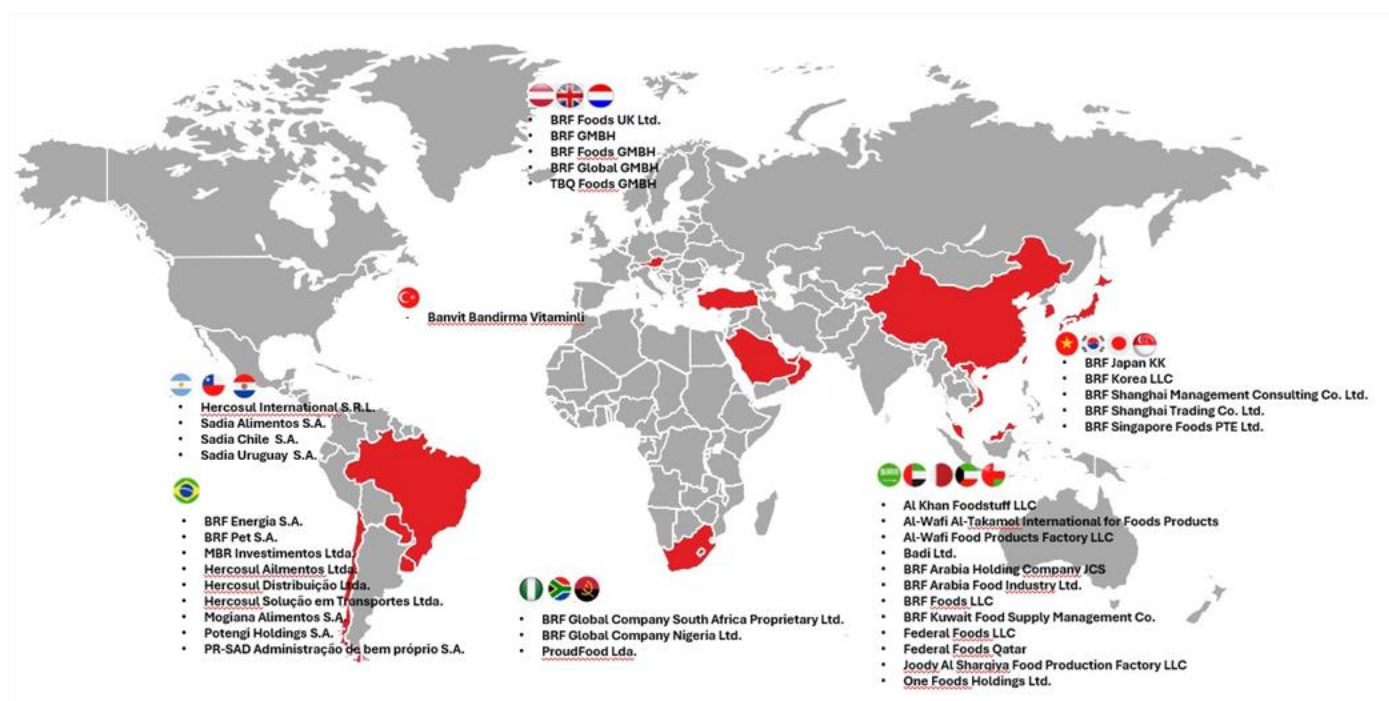 BRF Foods UK Ltd.
BRF GMBH
BRF Foods GMBH
BRF Global GMBH
TBQ Foods GMBH
Banvit Bandirma Vitaminli
BRF Japan KK
BRF Korea LLC
BRF Shanghai Management Consulting Co. Ltd.
BRF Shanghai Trading Co. Ltd.
BRF Singapore Foods PTE Ltd.
Hercosul International S.R.L.
Sadia Alimentos S.A.
Sadia Chile S.A.
Sadia Uruguay S.A.
BRF Energia S.A.
BRF Pet S.A.
MBR Investimentos Ltda.
Hercosul Ailmentos Ltda.
Hercosul Distribuição Ltda.
Hercosul Solução em Transportes Ltda.
Mogiana Alimentos S.A.
Potengi Holdings S.A.
PR-SAD Administração de bem próprio S.A.
BRF Global Company South Africa Proprietary Ltd.
BRF Global Company Nigeria Ltd.
ProudFood Lda.
Al Khan Foodstuff LLC
Al-Wafi Al-Takamol International for Foods Products
Al-Wafi Food Products Factory LLC
Badi Ltd.
BRF Arabia Holding Company JCS
BRF Arabia Food Industry Ltd.
BRF Foods LLC
BRF Kuwait Food Supply Management Co.
Federal Foods LLC
Federal Foods Qatar
Joody Al Sharqiya Food Production Factory LLC
One Foods Holdings Ltd.